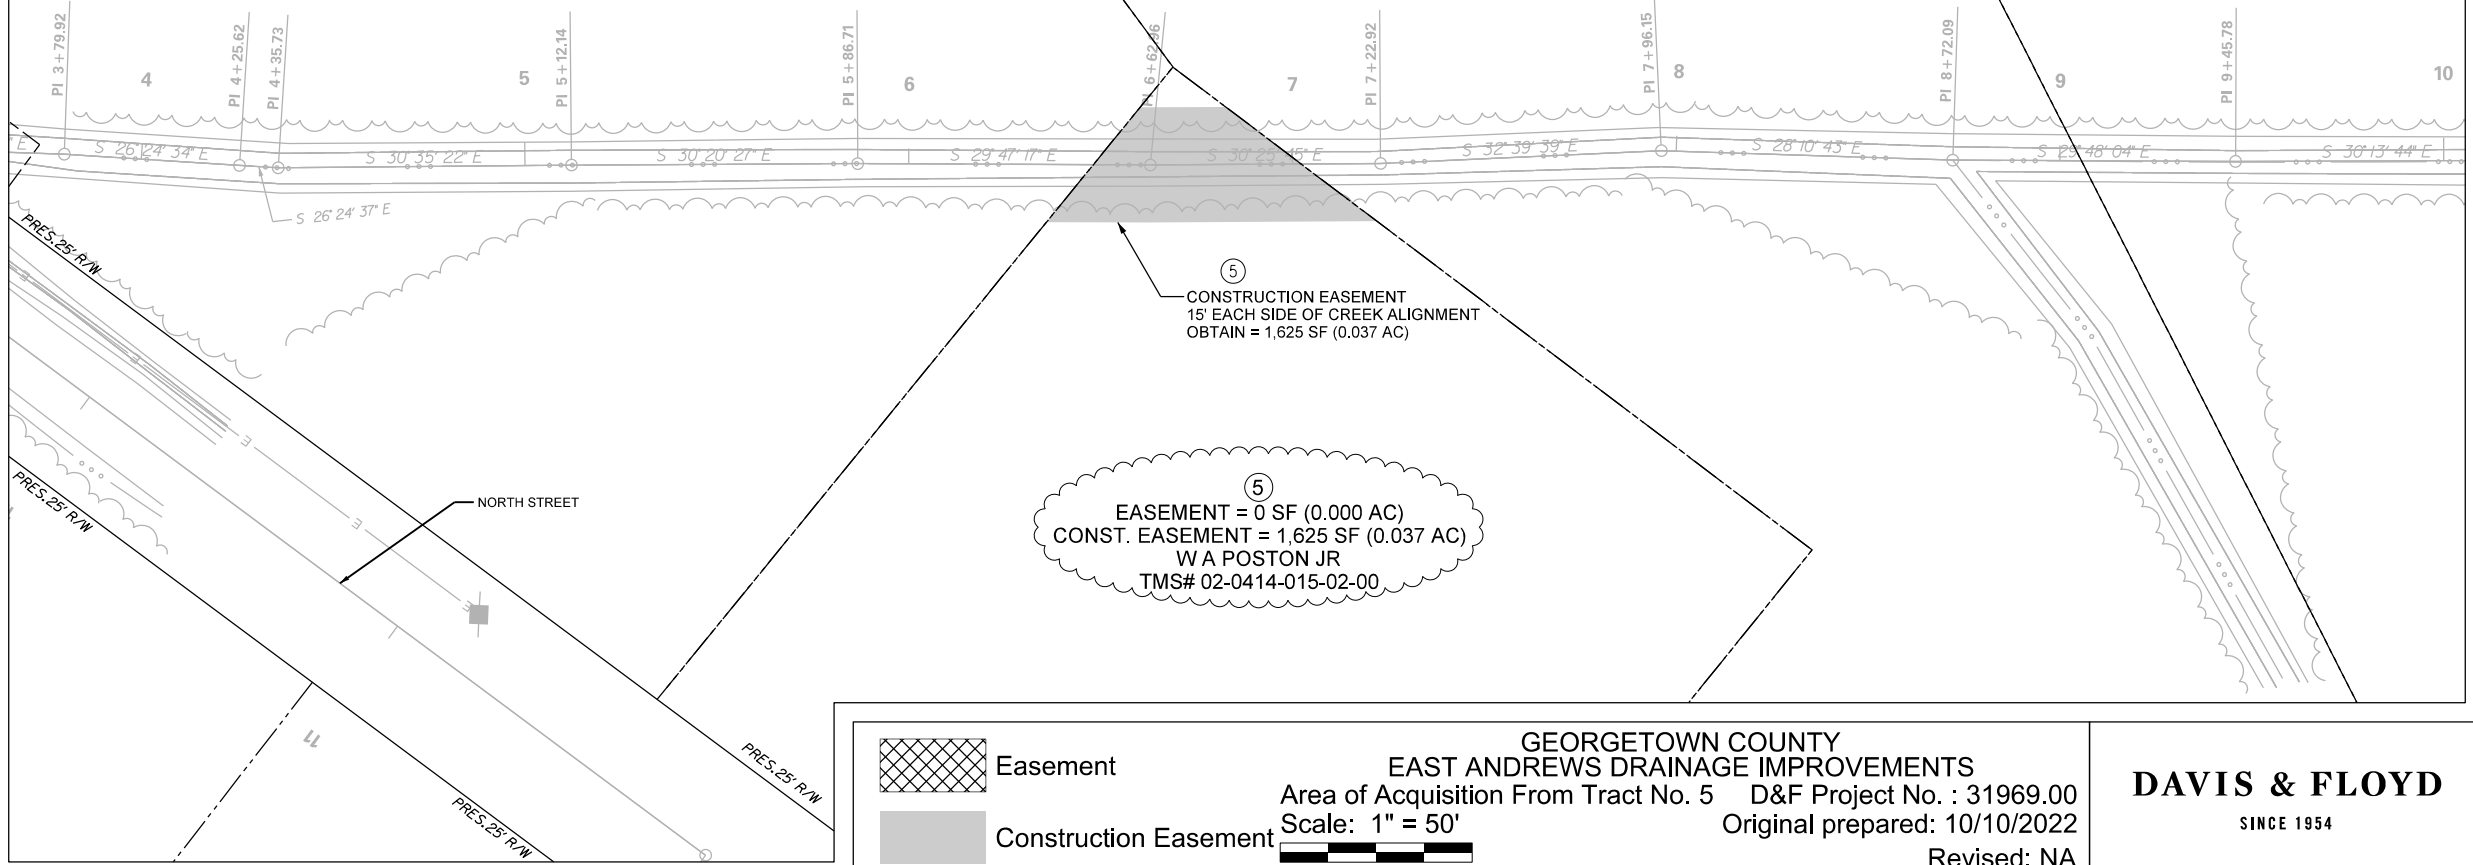 PI 3+79.92
PI 4+25.62
PI 4+35.73
PI 5+12.14
PI 5+86.71
PI 6+62.96
PI 7+22.92
PI 7+96.15
PI 8+72.09
PI 9+45.78
4
5
6
7
8
9
10
E
S 26°24'34" E
S 30°35'22" E
S 30°20'27" E
S 29°47'17" E
S 30°25'45" E
S 32°39'39" E
S 28°10'43" E
S 29°48'04" E
S 30°13'44" E
S 26°24'37" E
PRES.25' R/W
E
5
CONSTRUCTION EASEMENT
15' EACH SIDE OF CREEK ALIGNMENT
OBTAIN = 1,625 SF (0.037 AC)
E
E
PRES.25' R/W
NORTH STREET
E
E
5
EASEMENT = 0 SF (0.000 AC)
CONST. EASEMENT = 1,625 SF (0.037 AC)
W A POSTON JR
TMS# 02-0414-015-02-00
11
PRES.25' R/W
PRES.25' R/W
Easement
Construction Easement
GEORGETOWN COUNTY
EAST ANDREWS DRAINAGE IMPROVEMENTS
Area of Acquisition From Tract No. 5 D&F Project No. : 31969.00
Scale: 1" = 50' Original prepared: 10/10/2022
Revised: NA
DAVIS & FLOYD
SINCE 1954